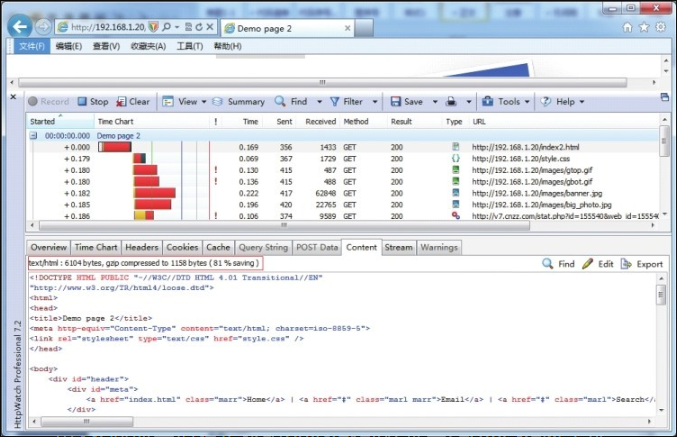 http://192.168.1.20,
Demo page 2
文件(F) 编辑(E) 查看(V) 收藏夹(A) 工具(T) 帮助(H)
Record Stop Clear View Summary Find Filter Save Tools Help
Started Time Chart ! Time Sent Received Method Result Type URL
00:00:00.000 Demo page 2
+ 0.000 0.169 356 1433 GET 200 http://192.168.1.20/index2.html
+ 0.179 0.069 367 1729 GET 200 {} http://192.168.1.20/style.css
+ 0.180 ! 0.130 415 487 GET 200 http://192.168.1.20/images/gtop.gif
+ 0.180 ! 0.136 415 488 GET 200 http://192.168.1.20/images/gbot.gif
+ 0.182 0.222 417 62848 GET 200 http://192.168.1.20/images/banner.jpg
+ 0.185 0.196 420 22765 GET 200 http://192.168.1.20/images/big_photo.jpg
+ 0.186 ! 0.106 374 9589 GET 200 http://v7.cnzz.com/stat.php?id=155540&web_id=15554
Overview Time Chart Headers Cookies Cache Query String POST Data Content Stream Warnings
text/html : 6104 bytes, gzip compressed to 1158 bytes ( 81 % saving )
Find Edit Export
<!DOCTYPE HTML PUBLIC "-//W3C//DTD HTML 4.01 Transitional//EN"
"http://www.w3.org/TR/html4/loose.dtd">
<html>
<head>
<title>Demo page 2</title>
<meta http-equiv="Content-Type" content="text/html; charset=iso-8859-5">
<link rel="stylesheet" type="text/css" href="style.css" />
</head>
<body>
<div id="header">
<div id="meta">
<a href="index.html" class="marr">Home</a> | <a href="#" class="marl marr">Email</a> | <a href="#" class="marl">Search</a
</div>
HttpWatch Professional 7.2